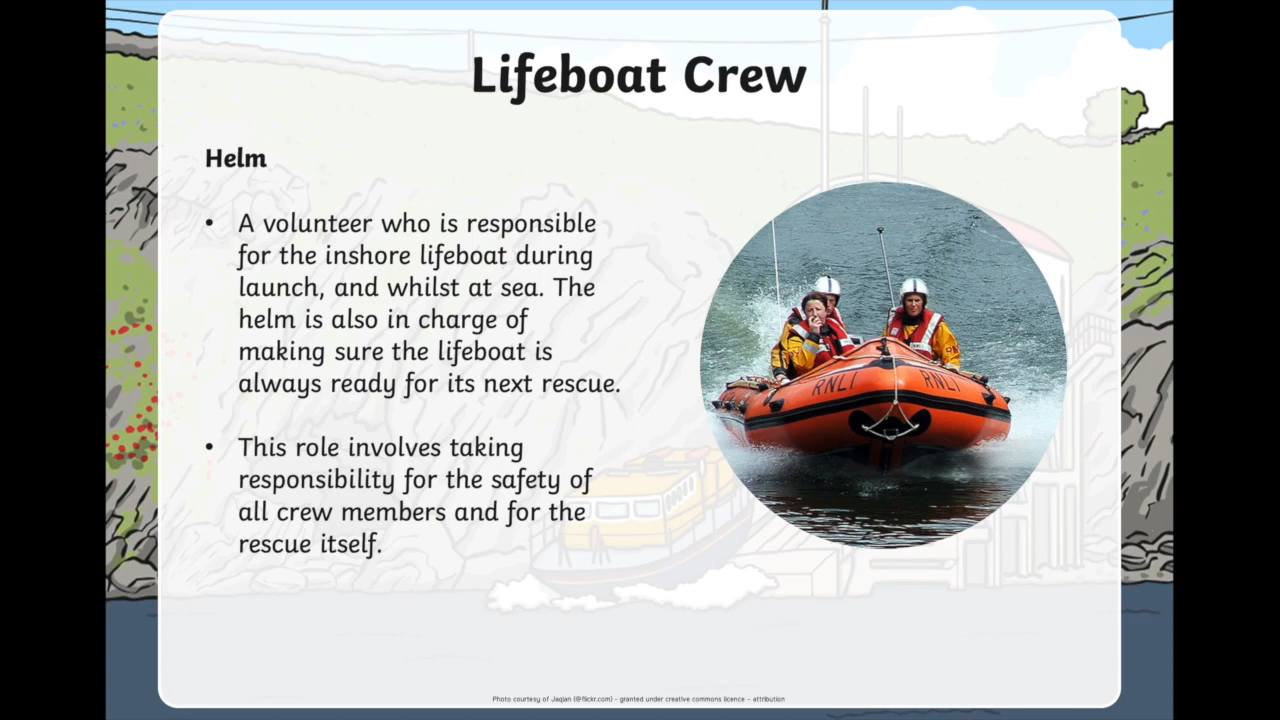 Lifeboat Crew
Helm
• A volunteer who is responsible
for the inshore lifeboat during
launch, and whilst at sea. The
helm is also in charge of
making sure the lifeboat is
always ready for its next rescue.
• This role involves taking
responsibility for the safety of
all crew members and for the
rescue itself.
RNLI RNLI
Photo courtesy of Jaqian (@flickr.com) - granted under creative commons licence – attribution